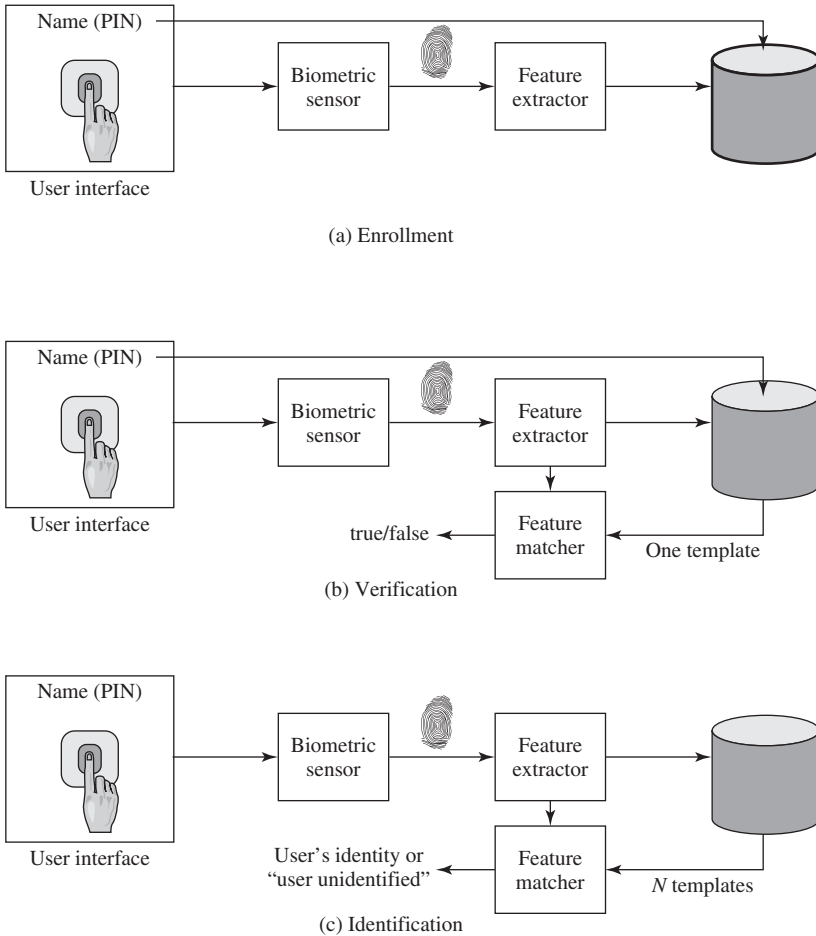 Name (PIN)
Biometric
sensor
Feature
extractor
User interface
(a) Enrollment
Name (PIN)
Biometric
sensor
Feature
extractor
User interface
true/false
Feature
matcher
One template
(b) Verification
Name (PIN)
Biometric
sensor
Feature
extractor
User interface
User’s identity or
“user unidentified”
Feature
matcher
N templates
(c) Identification